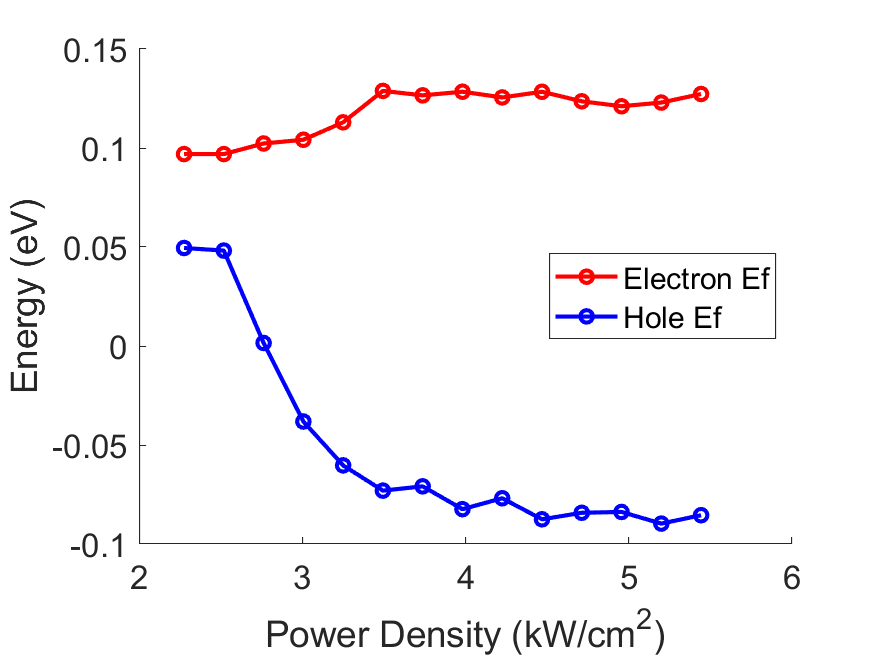 0.15
0.1
0.05
0
-0.05
-0.1
Energy (eV)
Electron Ef
Hole Ef
2 3 4 5 6
Power Density (kW/cm²)